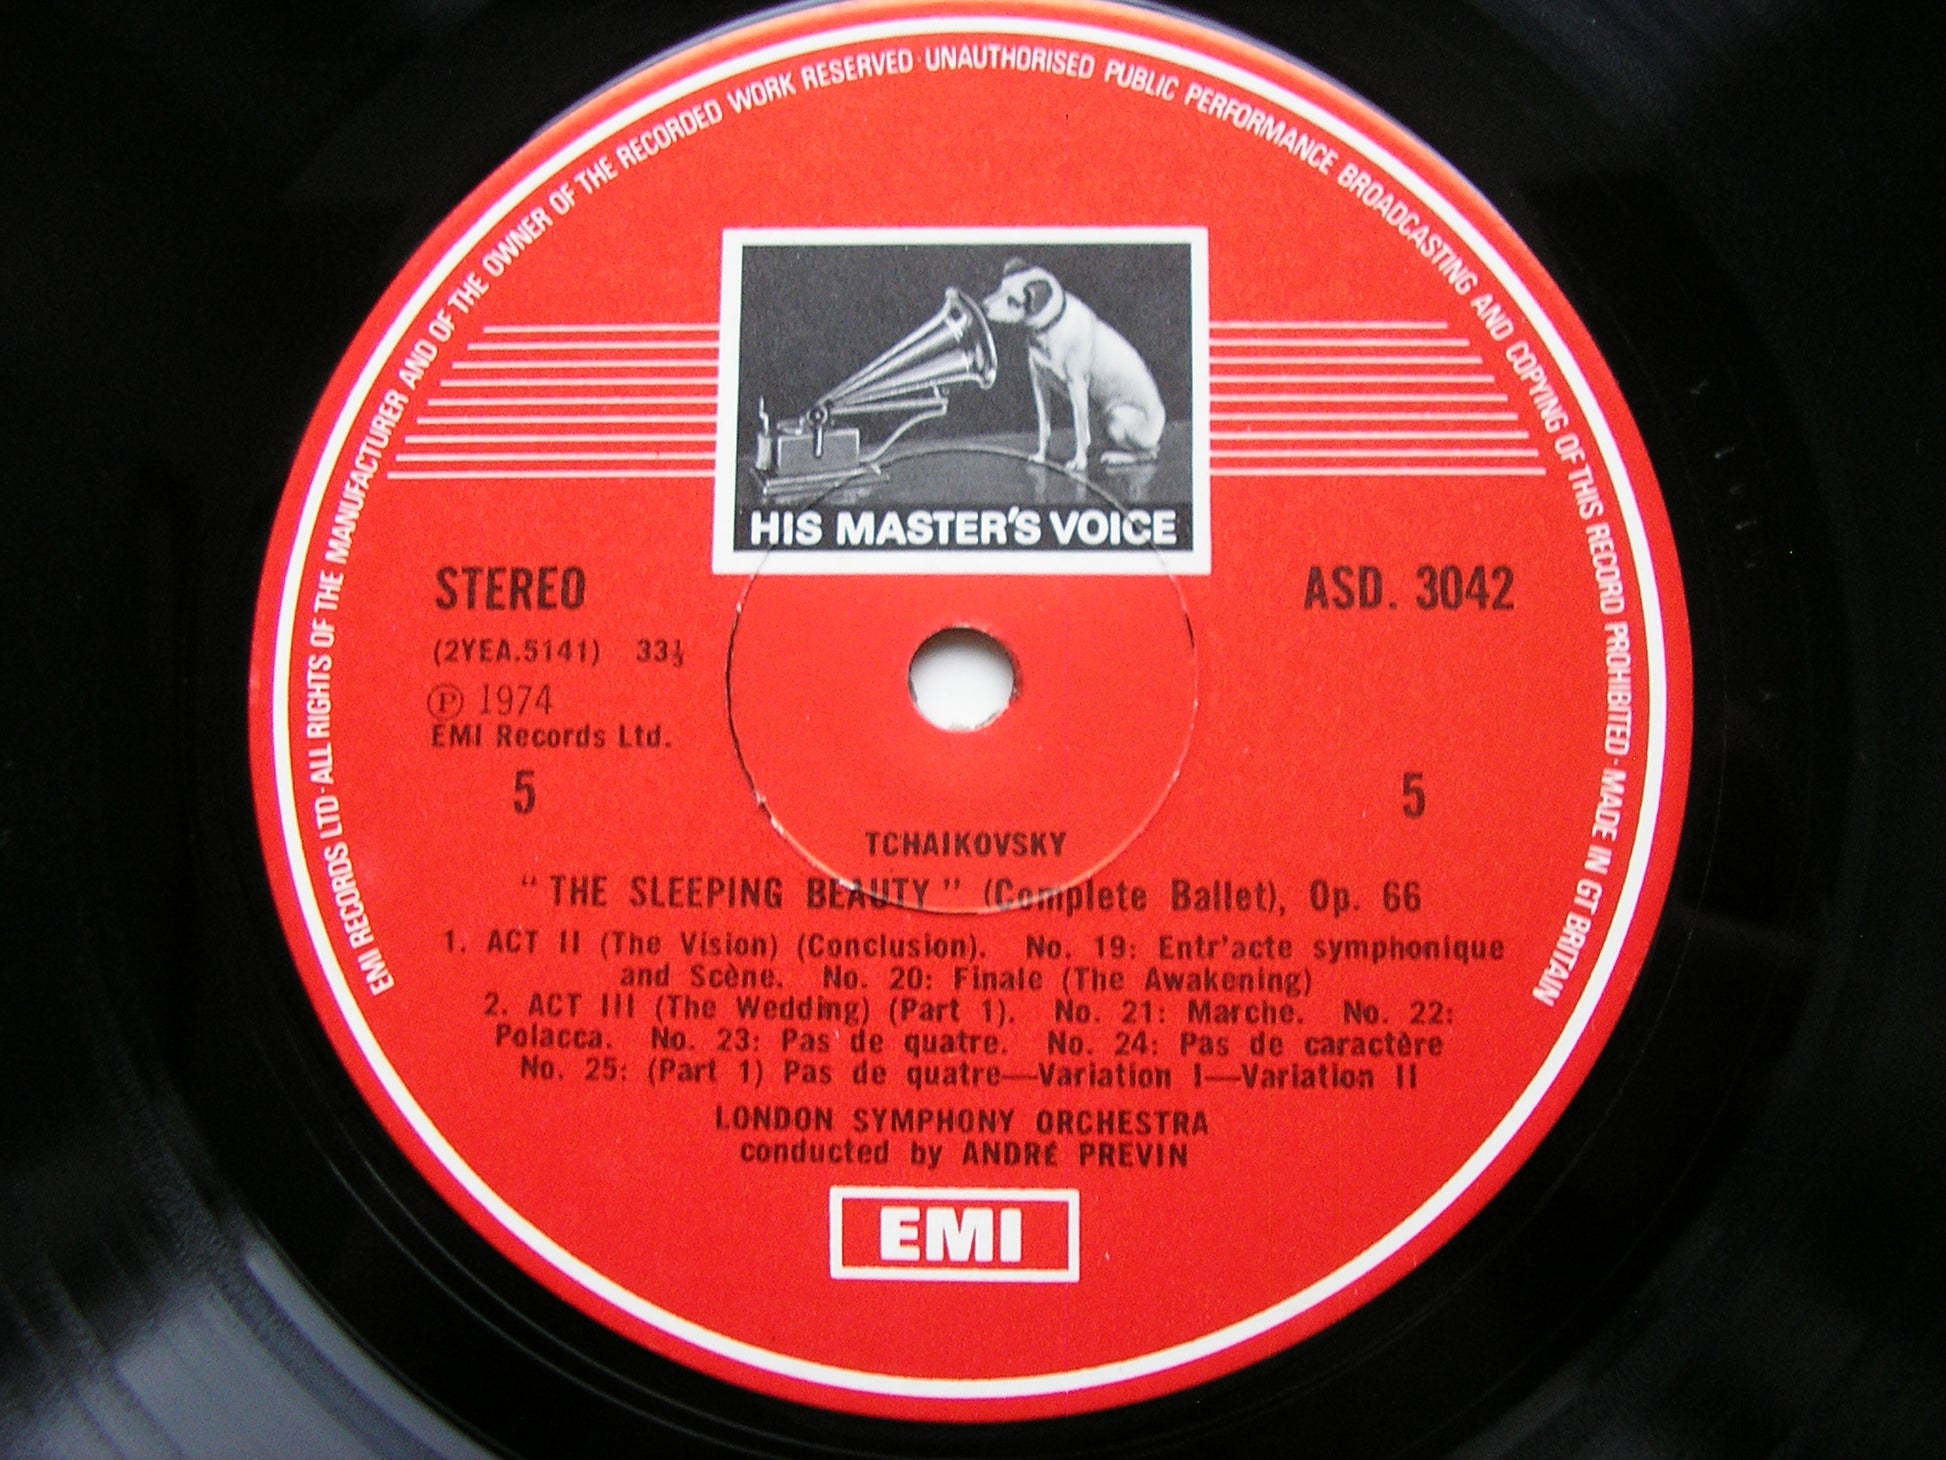 EMI RECORDS LTD · ALL RIGHTS OF THE MANUFACTURER AND OF THE OWNER OF THE RECORDED WORK RESERVED · UNAUTHORISED PUBLIC PERFORMANCE BROADCASTING AND COPYING OF THIS RECORD PROHIBITED · MADE IN GT BRITAIN
HIS MASTER'S VOICE
STEREO
ASD. 3042
(2YEA.5141) 33⅓
Ⓟ 1974
EMI Records Ltd.
5
5
TCHAIKOVSKY
"THE SLEEPING BEAUTY" (Complete Ballet), Op. 66
1. ACT II (The Vision) (Conclusion). No. 19: Entr'acte symphonique
and Scène. No. 20: Finale (The Awakening)
2. ACT III (The Wedding) (Part 1). No. 21: Marche. No. 22:
Polacca. No. 23: Pas de quatre. No. 24: Pas de caractère
No. 25: (Part 1) Pas de quatre—Variation I—Variation II
LONDON SYMPHONY ORCHESTRA
conducted by ANDRÉ PREVIN
EMI